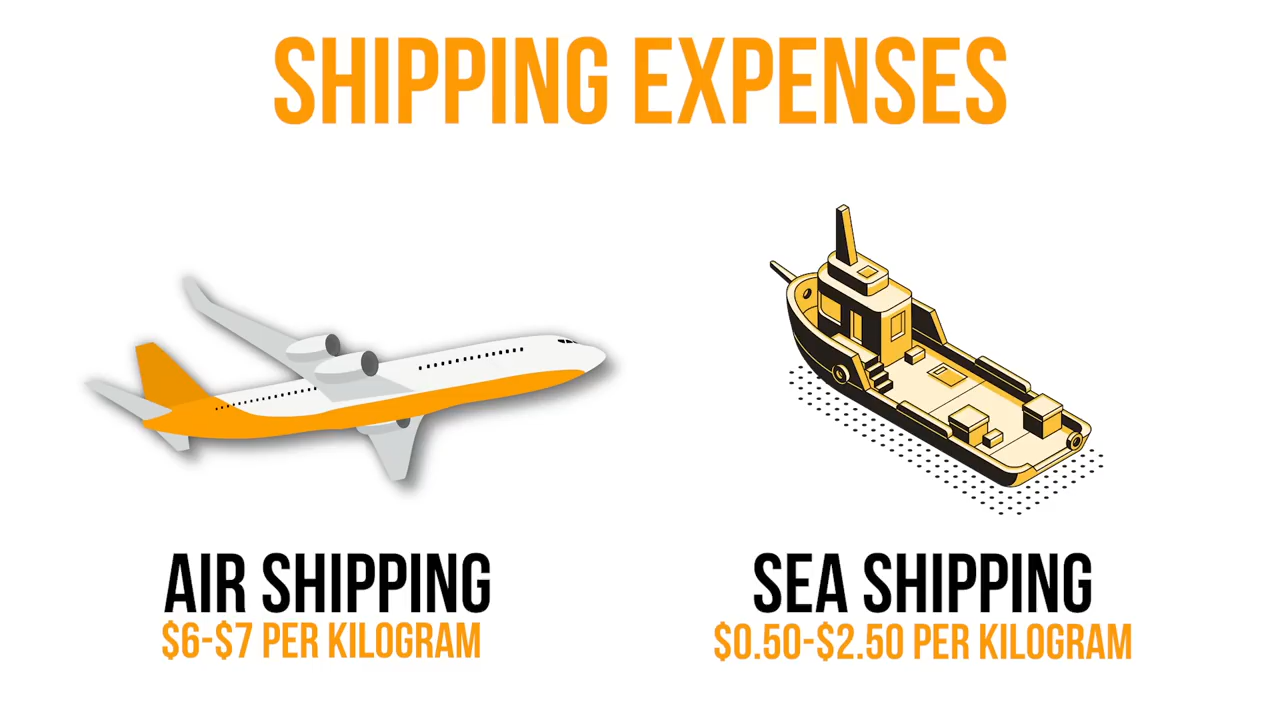 SHIPPING EXPENSES
AIR SHIPPING
$6-$7 PER KILOGRAM
SEA SHIPPING
$0.50-$2.50 PER KILOGRAM